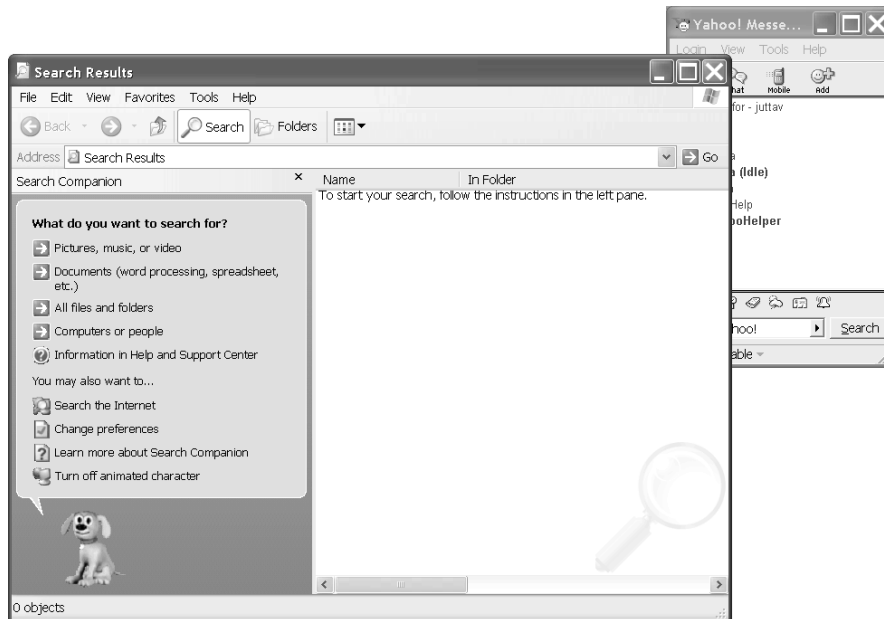 Yahoo! Messe...
Login View Tools Help
hat Mobile Add
for - juttav
a
a (Idle)
Help
ooHelper
hoo! Search
able
Search Results
File Edit View Favorites Tools Help
Back Search Folders
Address Search Results Go
Search Companion x Name In Folder
To start your search, follow the instructions in the left pane.
What do you want to search for?
Pictures, music, or video
Documents (word processing, spreadsheet,
etc.)
All files and folders
Computers or people
Information in Help and Support Center
You may also want to...
Search the Internet
Change preferences
Learn more about Search Companion
Turn off animated character
0 objects